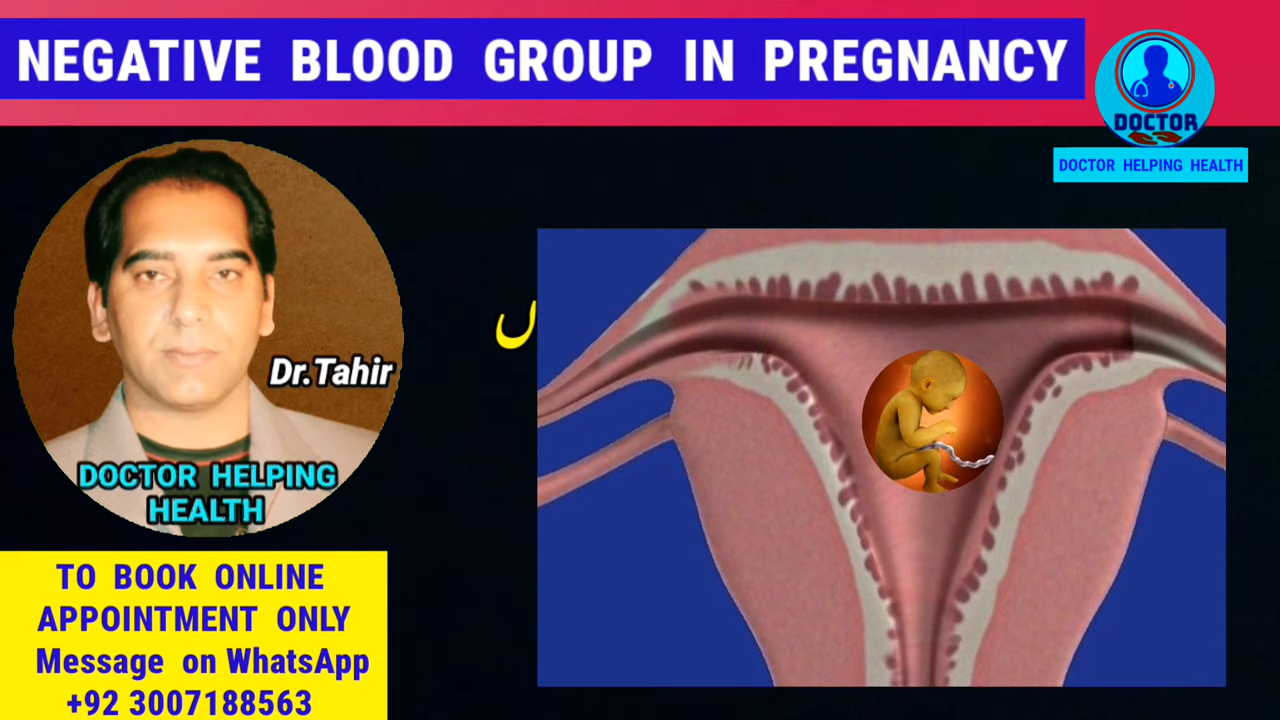 NEGATIVE BLOOD GROUP IN PREGNANCY
DOCTOR
DOCTOR HELPING HEALTH
Dr.Tahir
DOCTOR HELPING
HEALTH
TO BOOK ONLINE
APPOINTMENT ONLY
Message on WhatsApp
+92 3007188563